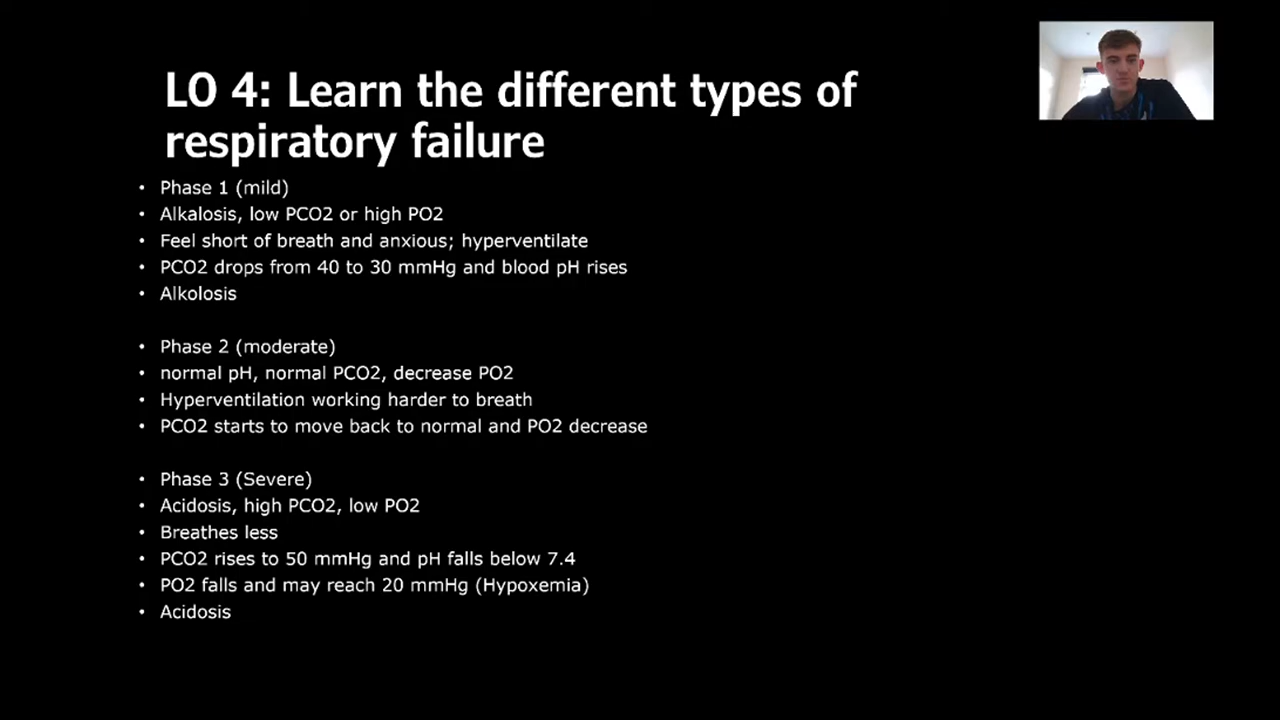 LO 4: Learn the different types of
respiratory failure
• Phase 1 (mild)
• Alkalosis, low PCO2 or high PO2
• Feel short of breath and anxious; hyperventilate
• PCO2 drops from 40 to 30 mmHg and blood pH rises
• Alkolosis
• Phase 2 (moderate)
• normal pH, normal PCO2, decrease PO2
• Hyperventilation working harder to breath
• PCO2 starts to move back to normal and PO2 decrease
• Phase 3 (Severe)
• Acidosis, high PCO2, low PO2
• Breathes less
• PCO2 rises to 50 mmHg and pH falls below 7.4
• PO2 falls and may reach 20 mmHg (Hypoxemia)
• Acidosis